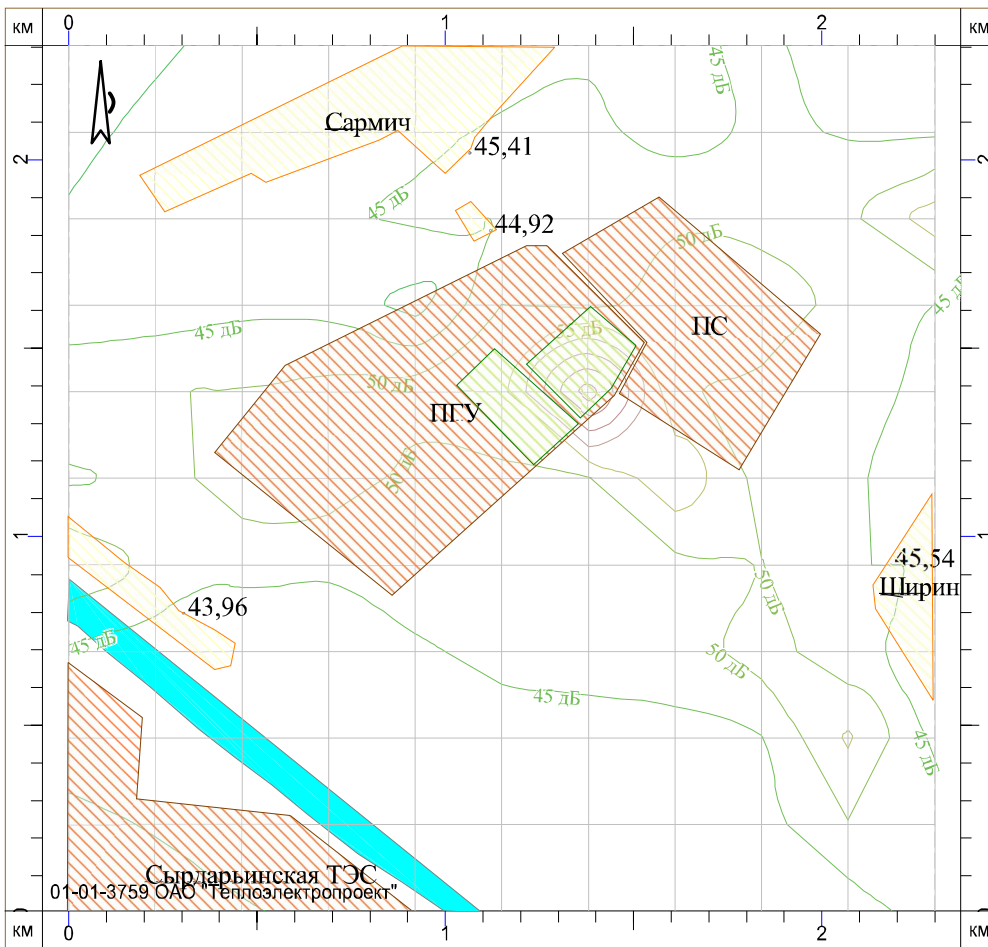 км 0 1 2 км
45 дБ
Сармич
45,41
2 2
45 дБ
44,92
50 дБ
45 дБ
45 дБ
55 дБ
ПС
50 дБ
ПГУ
50 дБ
1 1
45,54
50 дБ
Ширин
43,96
45 дБ
50 дБ
45 дБ
45 дБ
Сырдарьинская ТЭС
01-01-3759 ОАО "Теплоэлектропроект"
0 0
км 0 1 2 км